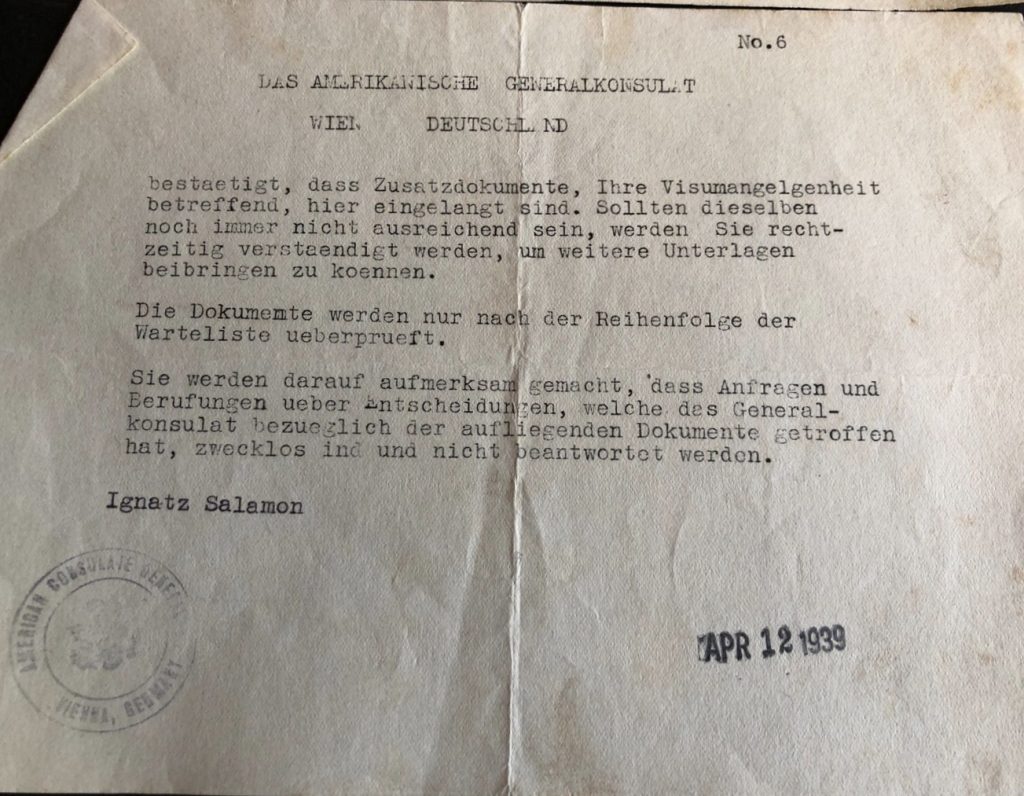 No.6
DAS AMERIKANISCHE GENERALKONSULAT
WIEN DEUTSCHLAND
bestaetigt, dass Zusatzdokumente, Ihre Visumangelgenheit
betreffend, hier eingelangt sind. Sollten dieselben
noch immer nicht ausreichend sein, werden Sie recht-
zeitig verstaendigt werden, um weitere Unterlagen
beibringen zu koennen.
Die Dokumemte werden nur nach der Reihenfolge der
Warteliste ueberprueft.
Sie werden darauf aufmerksam gemacht, dass Anfragen und
Berufungen ueber Entscheidungen, welche das General-
konsulat bezueglich der aufliegenden Dokumente getroffen
hat, zwecklos ind und nicht beantwortet werden.
Ignatz Salamon
AMERICAN CONSULATE GENERAL
VIENNA, GERMANY
APR 12 1939